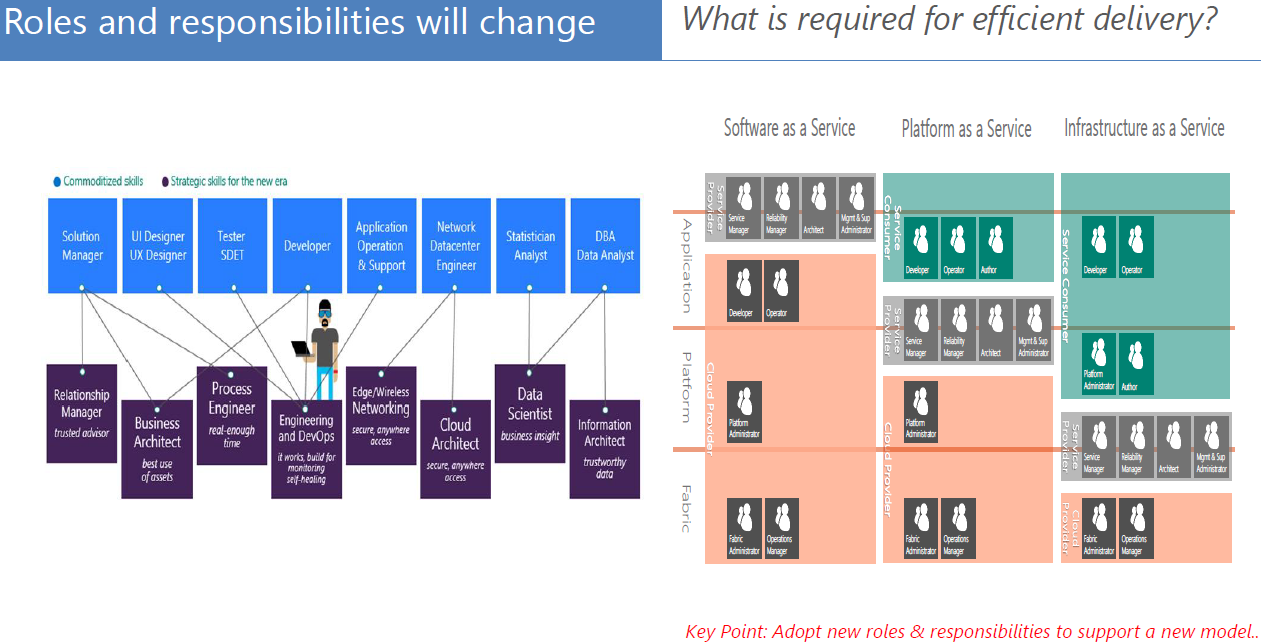 Roles and responsibilities will change
What is required for efficient delivery?
Commoditized skills
Strategic skills for the new era
Solution
Manager
UI Designer
UX Designer
Tester
SDET
Developer
Application
Operation
& Support
Network
Datacenter
Engineer
Statistician
Analyst
DBA
Data Analyst
Relationship
Manager
trusted advisor
Business
Architect
best use
of assets
Process
Engineer
real-enough
time
Engineering
and DevOps
it works, build for
monitoring
self-healing
Edge/Wireless
Networking
secure, anywhere
access
Cloud
Architect
secure, anywhere
access
Data
Scientist
business insight
Information
Architect
trustworthy
data
Software as a Service
Platform as a Service
Infrastructure as a Service
Application
Platform
Fabric
Service
Provider
Service
Manager
Reliability
Manager
Architect
Mgmt & Sup
Administrator
Cloud Provider
Developer
Operator
Platform
Administrator
Fabric
Administrator
Operations
Manager
Service
Consumer
Developer
Operator
Author
Service
Provider
Service
Manager
Reliability
Manager
Architect
Mgmt & Sup
Administrator
Cloud Provider
Platform
Administrator
Fabric
Administrator
Operations
Manager
Service Consumer
Developer
Operator
Platform
Administrator
Author
Service
Provider
Service
Manager
Reliability
Manager
Architect
Mgmt & Sup
Administrator
Cloud
Provider
Fabric
Administrator
Operations
Manager
Key Point: Adopt new roles & responsibilities to support a new model..